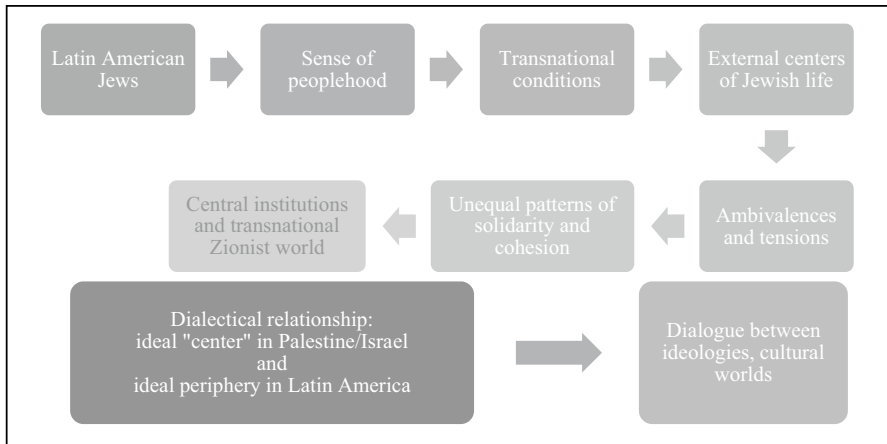 Latin American
Jews
Sense of
peoplehood
Transnational
conditions
External centers
of Jewish life
Ambivalences
and tensions
Unequal patterns of
solidarity and
cohesion
Central institutions
and transnational
Zionist world
Dialectical relationship:
ideal "center" in Palestine/Israel
and
ideal periphery in Latin America
Dialogue between
ideologies, cultural
worlds